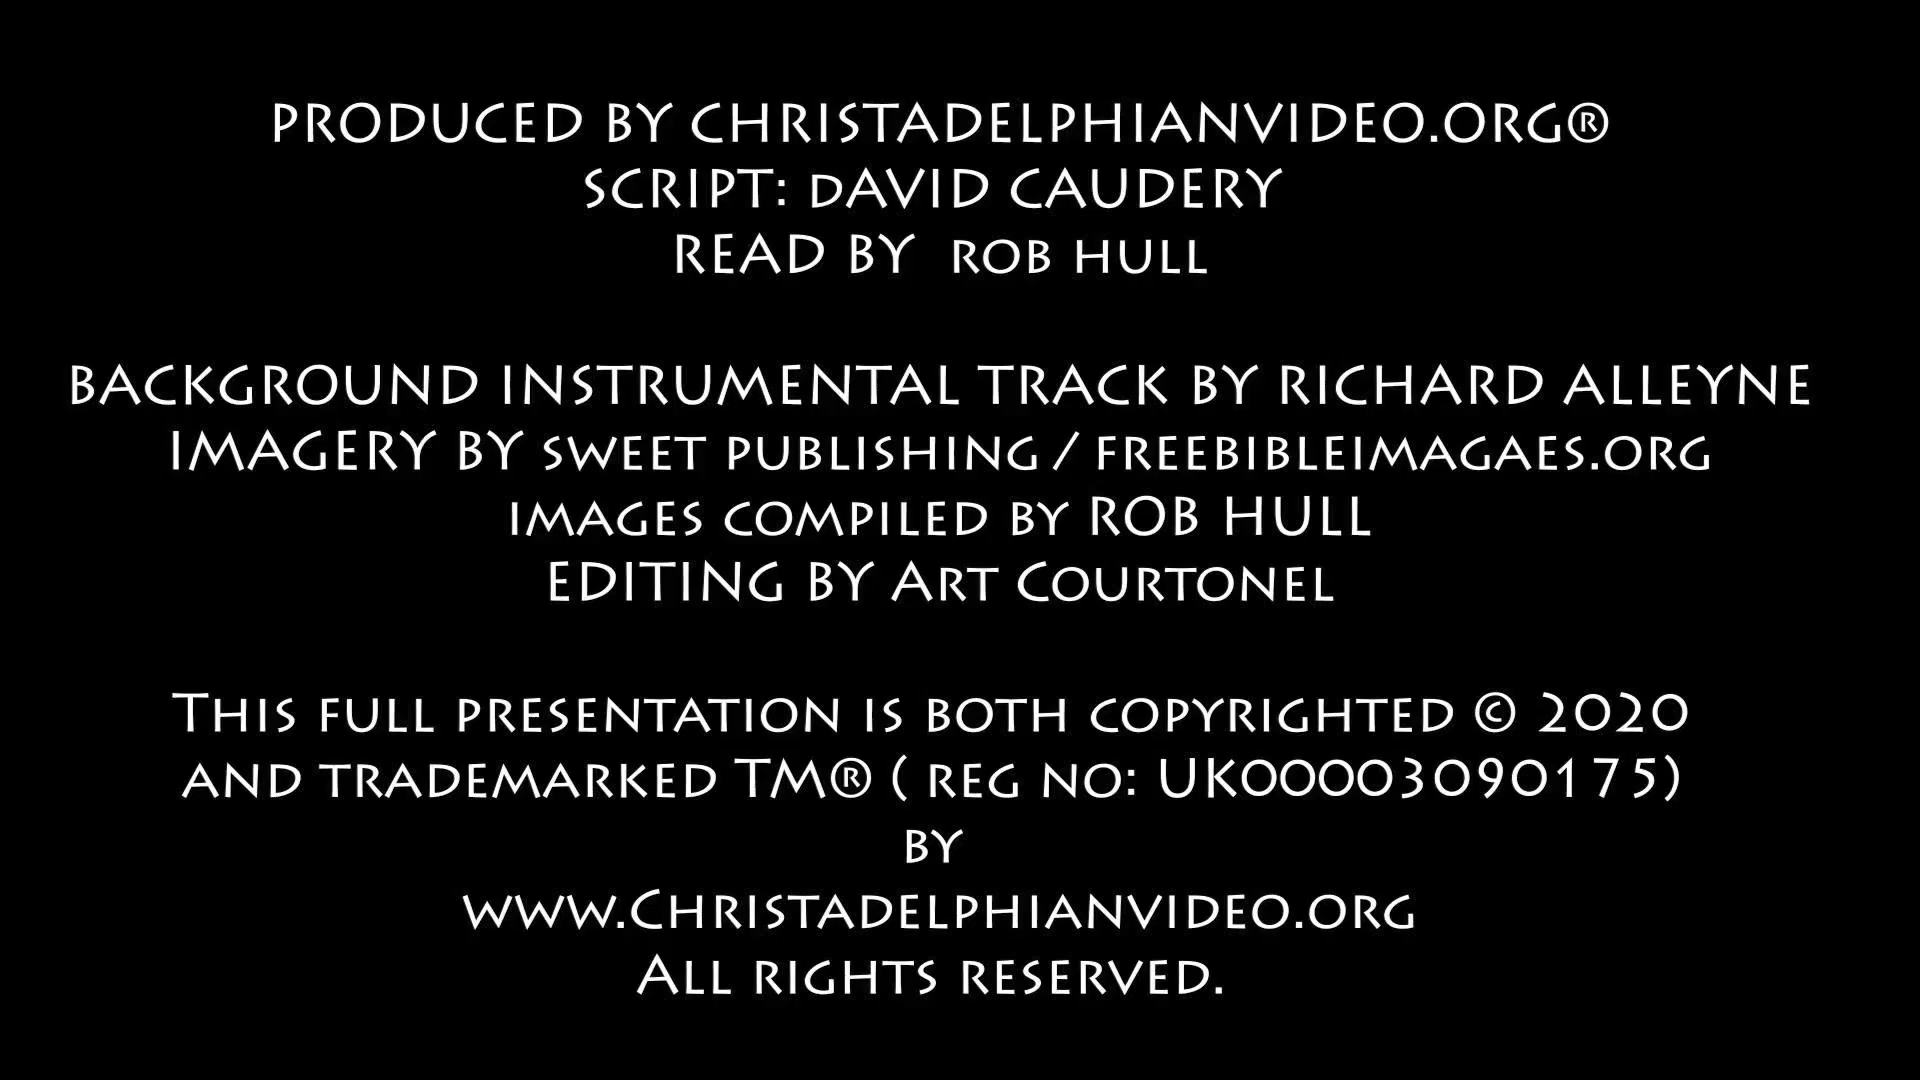 PRODUCED BY CHRISTADELPHIANVIDEO.ORG®
SCRIPT: dAVID CAUDERY
READ BY rob hull
BACKGROUND INSTRUMENTAL TRACK BY RICHARD ALLEYNE
IMAGERY BY sweet publishing / freebibleimagaes.org
images compiled by ROB HULL
EDITING BY Art Courtonel
This full presentation is both copyrighted © 2020
and trademarked TM® ( reg no: UK00003090175)
by
www.Christadelphianvideo.org
All rights reserved.